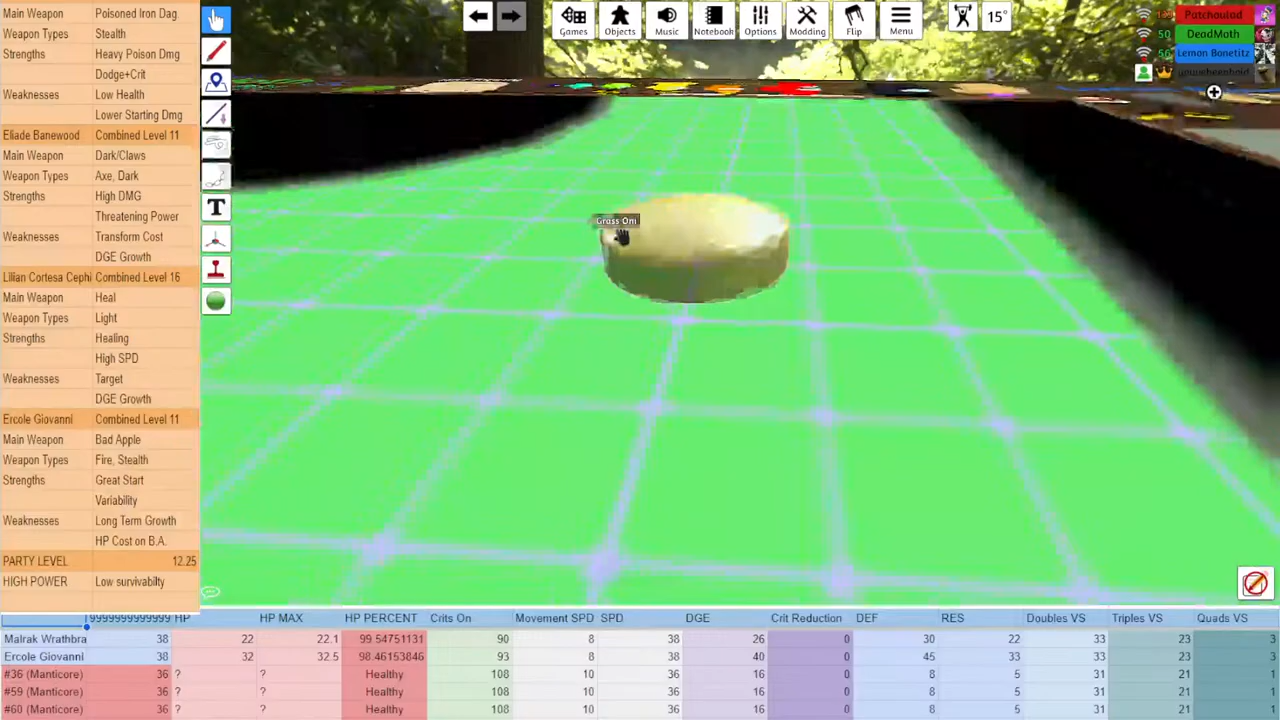 Main Weapon Poisoned Iron Dag.
Weapon Types Stealth
Strengths Heavy Poison Dmg
Dodge+Crit
Weaknesses Low Health
Lower Starting Dmg
Eliade Banewood Combined Level 11
Main Weapon Dark/Claws
Weapon Types Axe, Dark
Strengths High DMG
Threatening Power
Weaknesses Transform Cost
DGE Growth
Lilian Cortesa Cephi Combined Level 16
Main Weapon Heal
Weapon Types Light
Strengths Healing
High SPD
Weaknesses Target
DGE Growth
Ercole Giovanni Combined Level 11
Main Weapon Bad Apple
Weapon Types Fire, Stealth
Strengths Great Start
Variability
Weaknesses Long Term Growth
HP Cost on B.A.
PARTY LEVEL 12.25
HIGH POWER Low survivabilty
Games Objects Music Notebook Options Modding Flip Menu 15°
Patchoulad
50 DeadMoth
Lemon Bonetitz
T
Grass Oni
HP HP MAX HP PERCENT Crits On Movement SPD SPD DGE Crit Reduction DEF RES Doubles VS Triples VS Quads VS
Malrak Wrathbra 38 22 22.1 99.54751131 90 8 38 26 0 30 22 33 23 3
Ercole Giovanni 38 32 32.5 98.46153846 93 8 38 40 0 45 33 33 23 3
#36 (Manticore) 36 ? ? Healthy 108 10 36 16 0 8 5 31 21 1
#59 (Manticore) 36 ? ? Healthy 108 10 36 16 0 8 5 31 21 1
#60 (Manticore) 36 ? ? Healthy 108 10 36 16 0 8 5 31 21 1